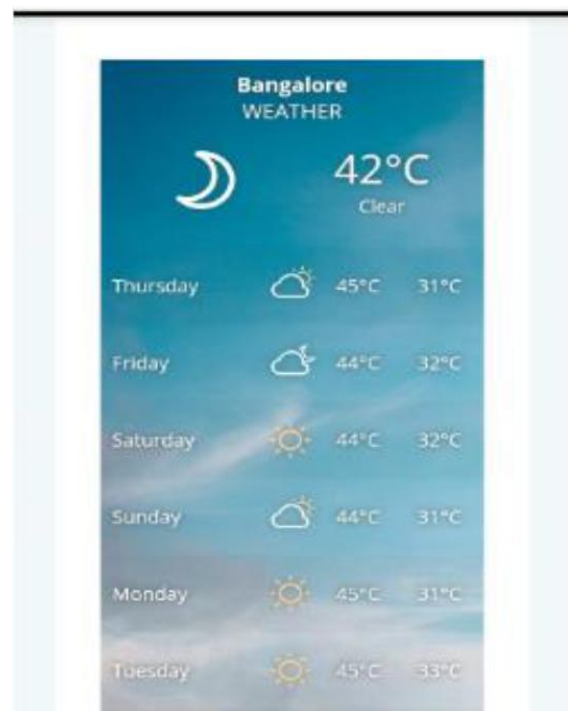 Bangalore
WEATHER
42°C
Clear
Thursday 45°C 31°C
Friday 44°C 32°C
Saturday 44°C 32°C
Sunday 44°C 31°C
Monday 45°C 31°C
Tuesday 45°C 33°C